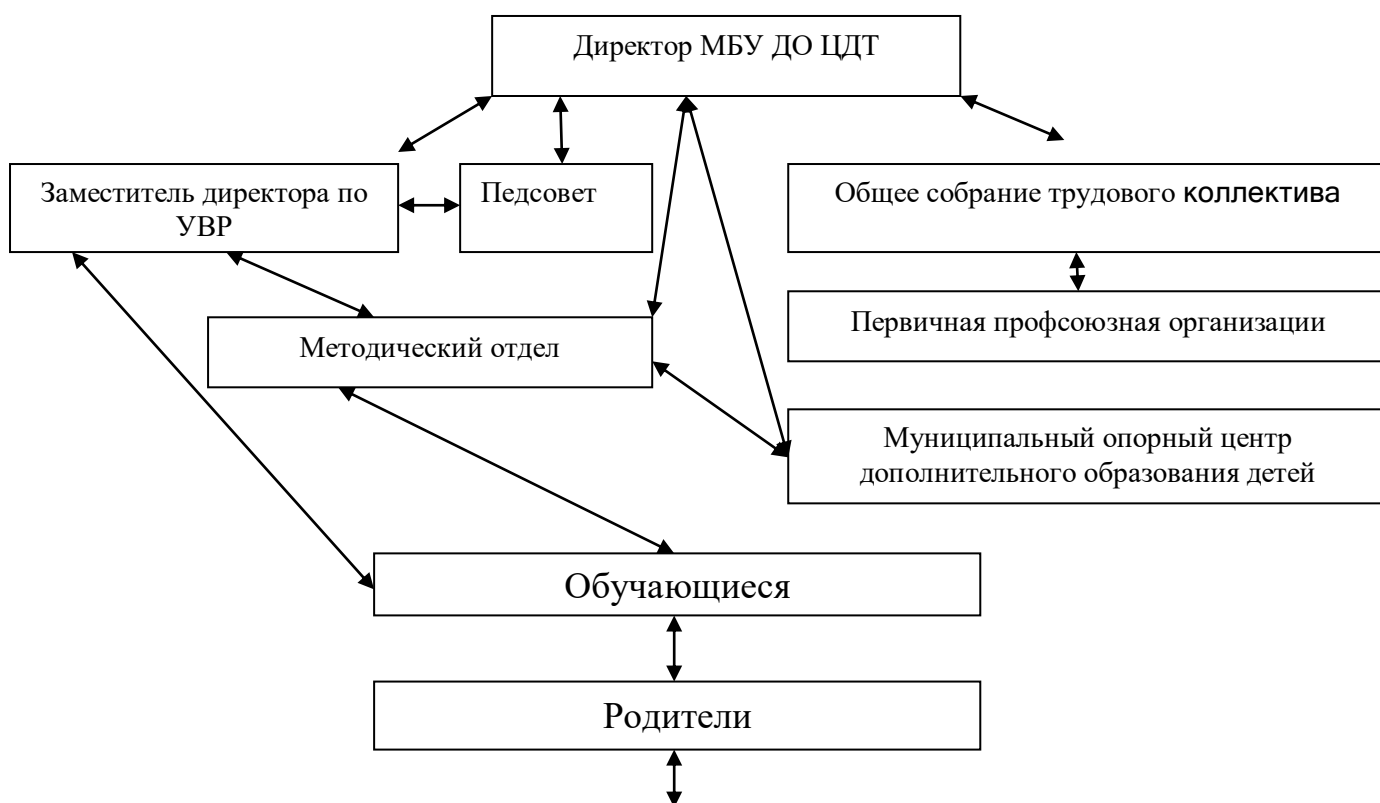 Директор МБУ ДО ЦДТ
Заместитель директора по
УВР
Педсовет
Общее собрание трудового коллектива
Первичная профсоюзная организации
Методический отдел
Муниципальный опорный центр
дополнительного образования детей
Обучающиеся
Родители